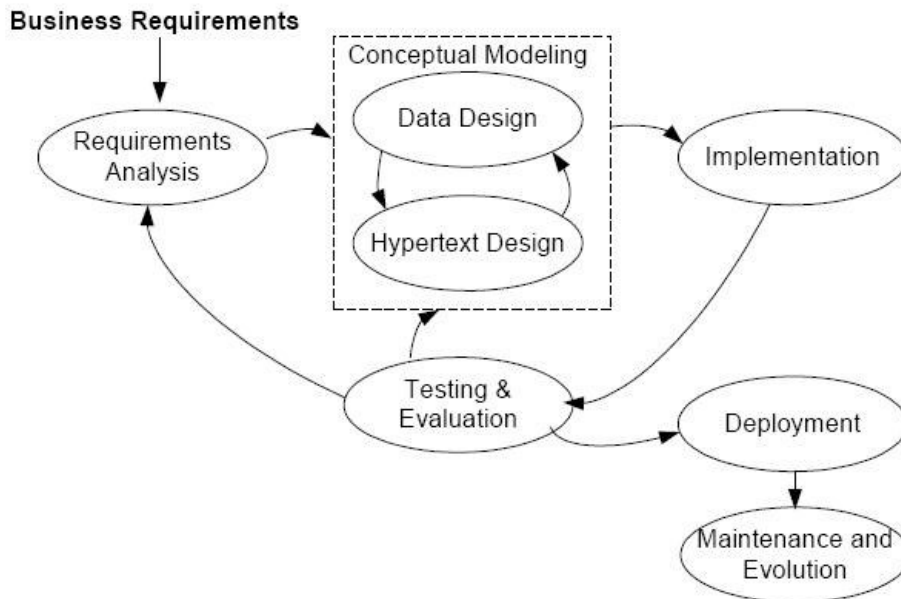 Business Requirements
Conceptual Modeling
Data Design
Requirements
Analysis
Implementation
Hypertext Design
Testing &
Evaluation
Deployment
Maintenance and
Evolution